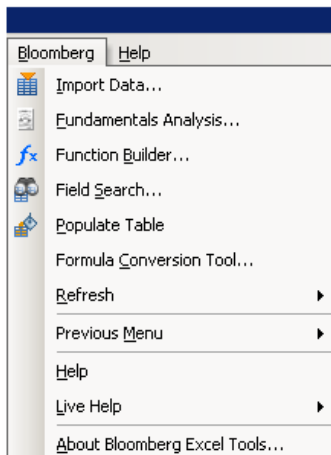 Bloomberg Help
Import Data...
Fundamentals Analysis...
fx Function Builder...
Field Search...
Populate Table
Formula Conversion Tool...
Refresh
Previous Menu
Help
Live Help
About Bloomberg Excel Tools...